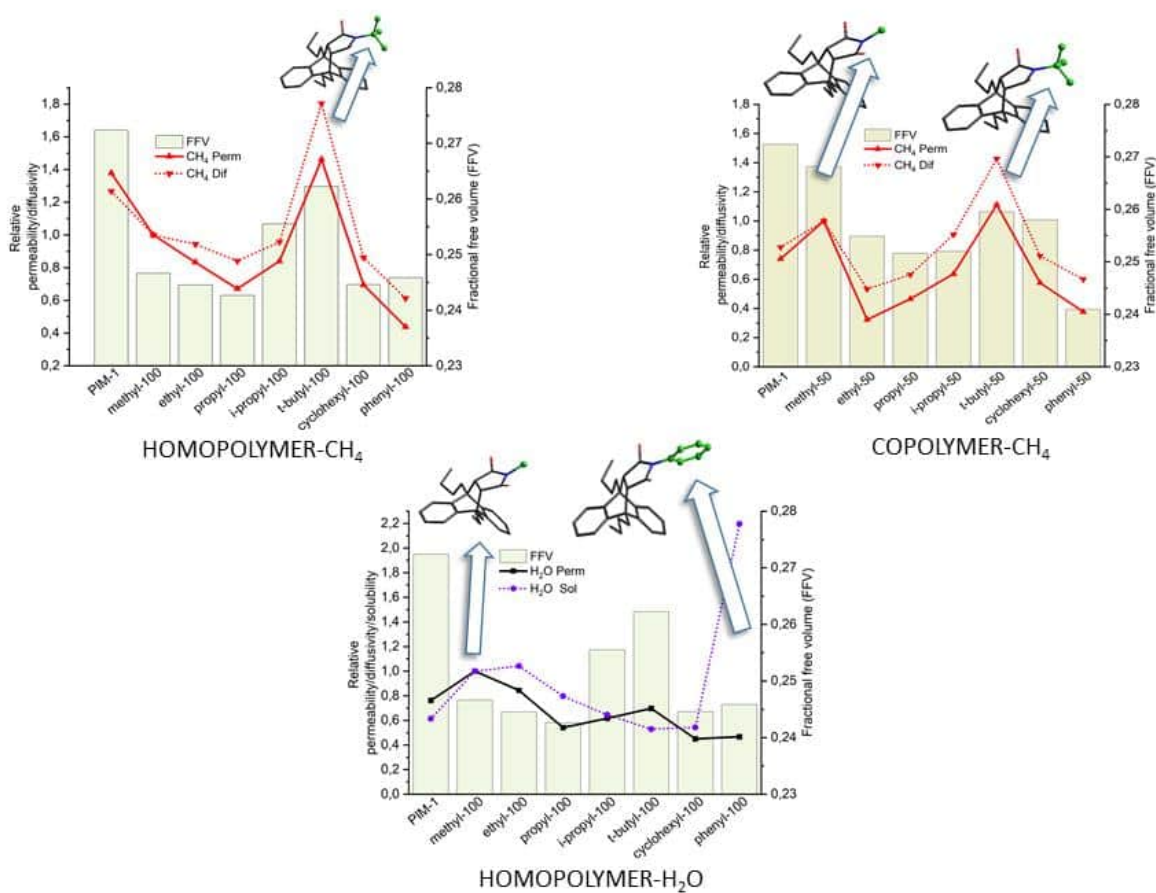 1,8
1,6
1,4
1,2
1,0
0,8
0,6
0,4
0,2
Relative
permeability/diffusivity
FFV
CH4 Perm
CH4 Dif
0,28
0,27
0,26
0,25
0,24
0,23
Fractional free volume (FFV)
PIM-1
methyl-100
ethyl-100
propyl-100
i-propyl-100
t-butyl-100
cyclohexyl-100
phenyl-100
HOMOPOLYMER-CH4
1,8
1,6
1,4
1,2
1,0
0,8
0,6
0,4
0,2
0,0
Relative
permeability/diffusivity
FFV
CH4 Perm
CH4 Dif
0,28
0,27
0,26
0,25
0,24
0,23
Fractional free volume (FFV)
PIM-1
methyl-50
ethyl-50
propyl-50
i-propyl-50
t-butyl-50
cyclohexyl-50
phenyl-50
COPOLYMER-CH4
2,2
2,0
1,8
1,6
1,4
1,2
1,0
0,8
0,6
0,4
0,2
0,0
Relative
permeability/diffusivity/solubility
FFV
H2O Perm
H2O Sol
0,28
0,27
0,26
0,25
0,24
0,23
Fractional free volume (FFV)
PIM-1
methyl-100
ethyl-100
propyl-100
i-propyl-100
t-butyl-100
cyclohexyl-100
phenyl-100
HOMOPOLYMER-H2O